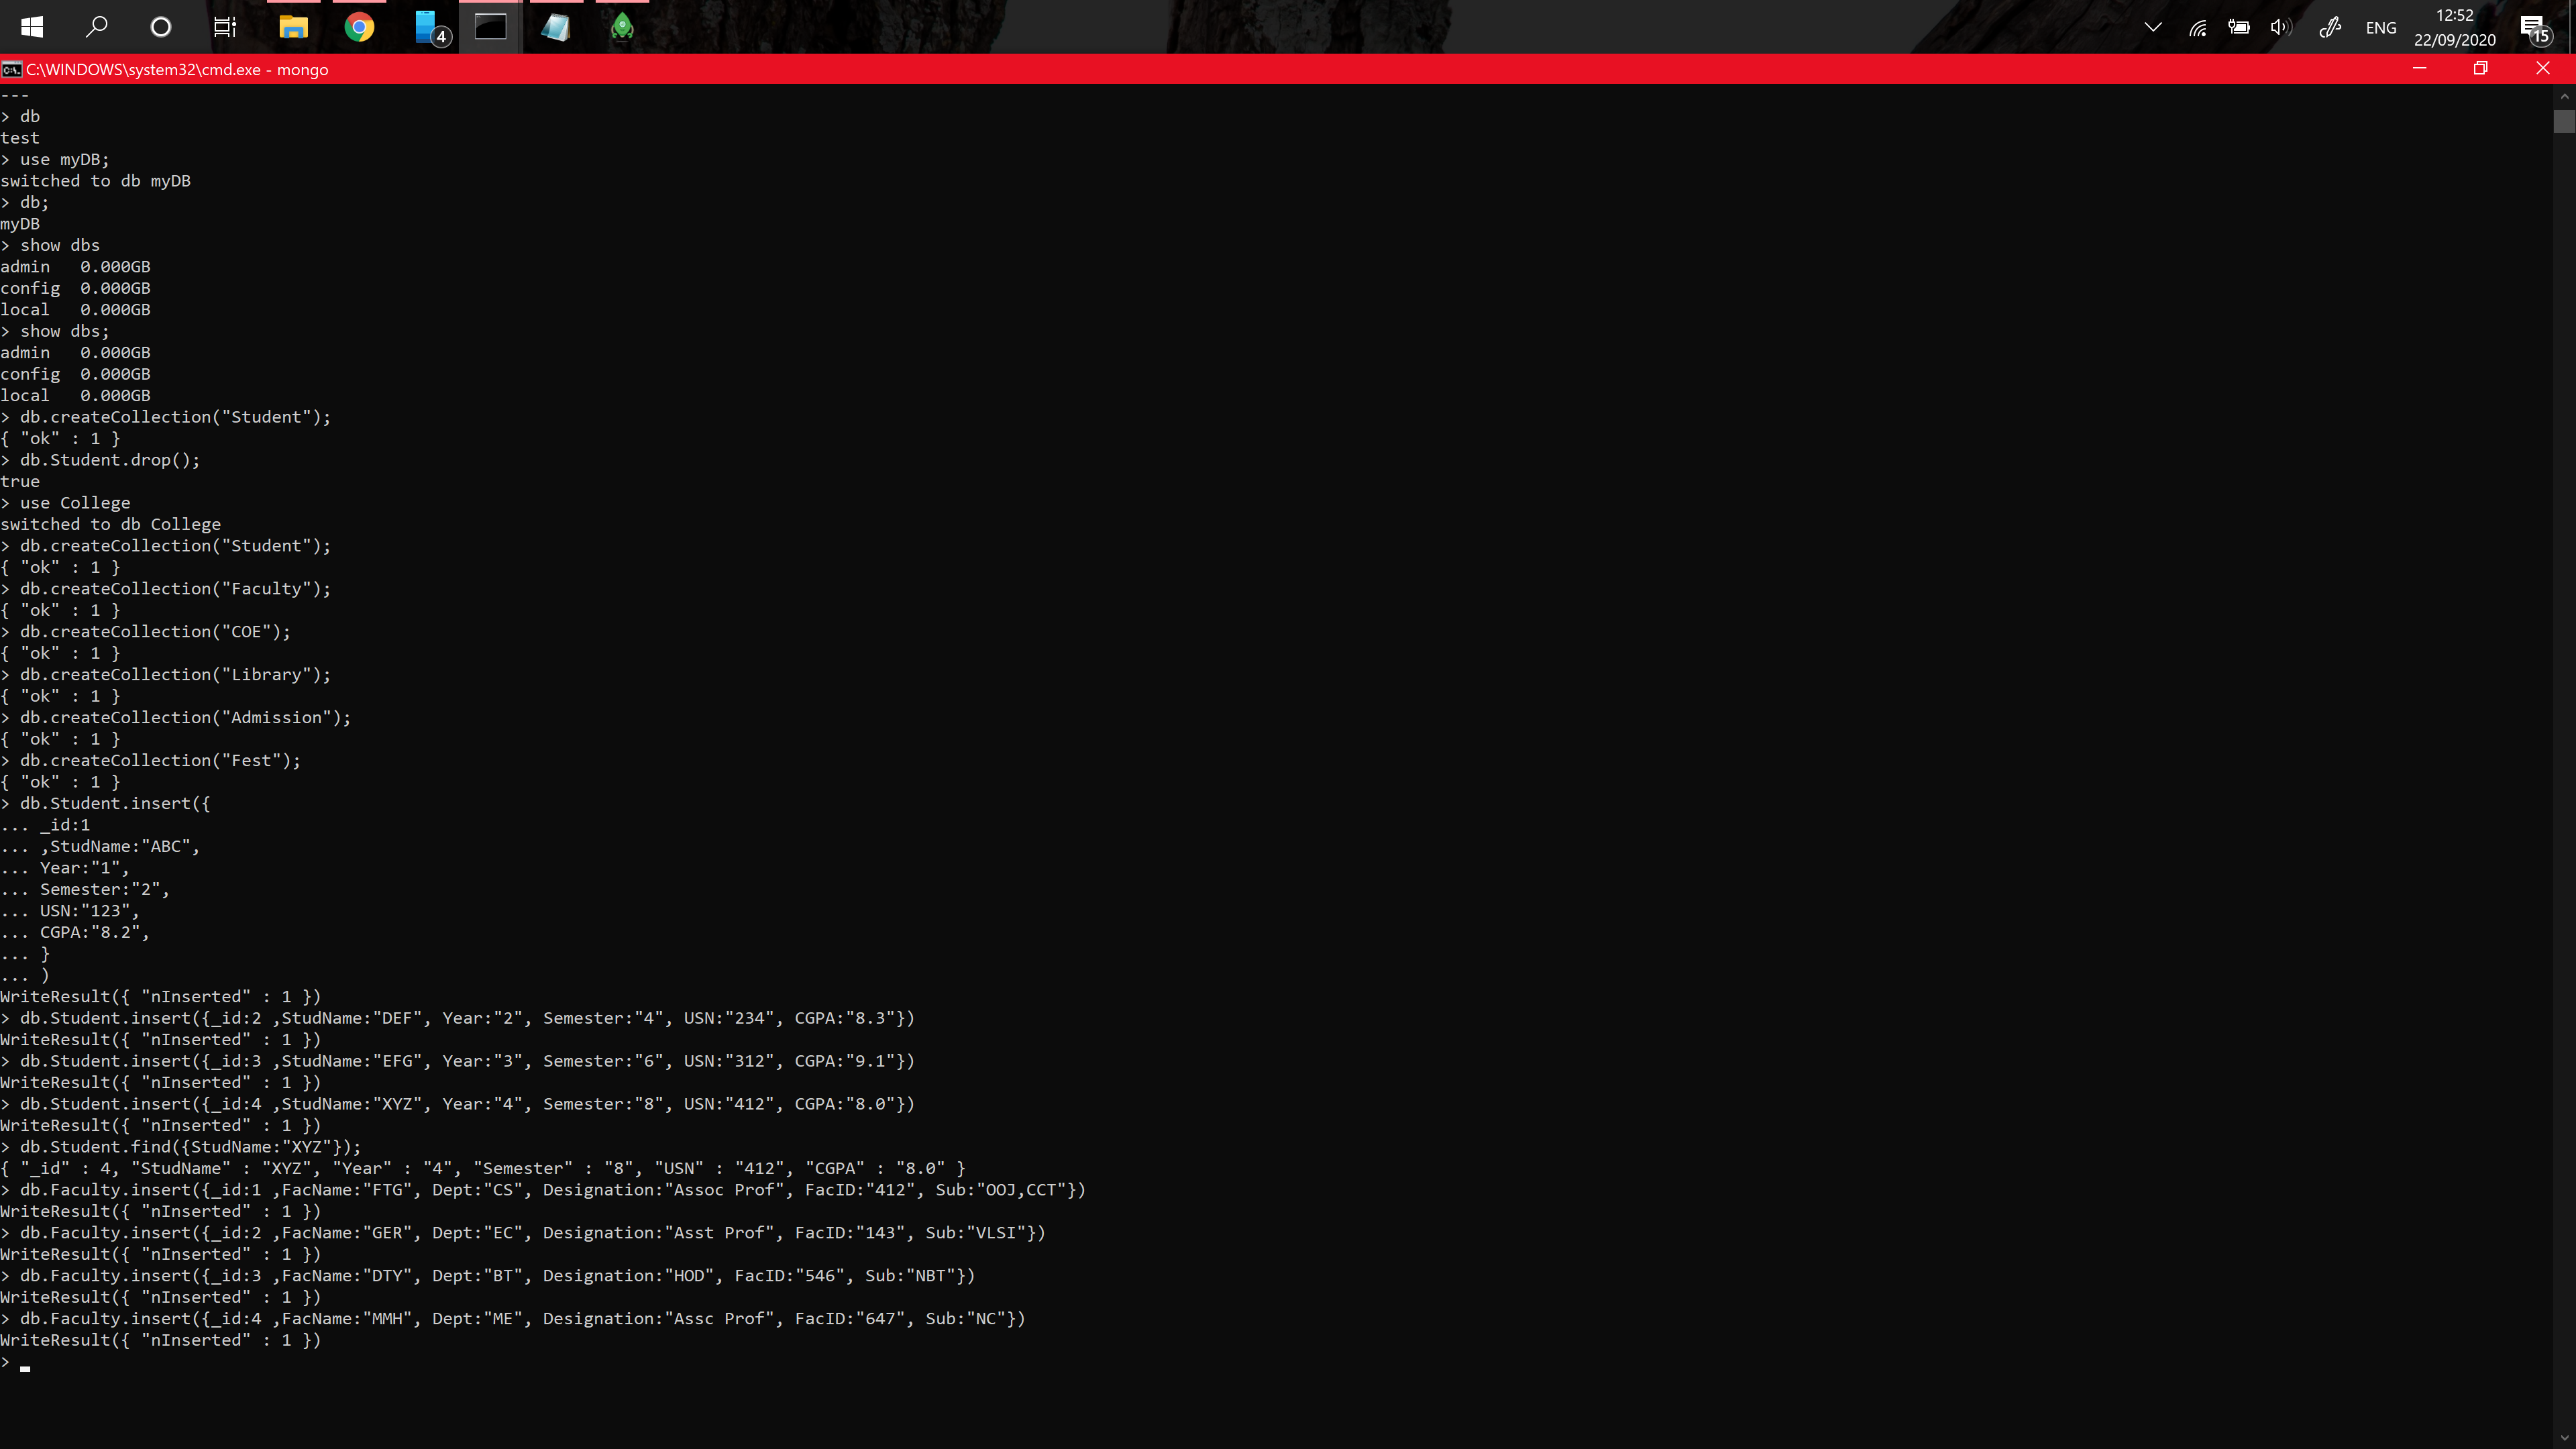 4
ENG
12:52
22/09/2020
15
C:\WINDOWS\system32\cmd.exe - mongo
---
> db
test
> use myDB;
switched to db myDB
> db;
myDB
> show dbs
admin   0.000GB
config  0.000GB
local   0.000GB
> show dbs;
admin   0.000GB
config  0.000GB
local   0.000GB
> db.createCollection("Student");
{ "ok" : 1 }
> db.Student.drop();
true
> use College
switched to db College
> db.createCollection("Student");
{ "ok" : 1 }
> db.createCollection("Faculty");
{ "ok" : 1 }
> db.createCollection("COE");
{ "ok" : 1 }
> db.createCollection("Library");
{ "ok" : 1 }
> db.createCollection("Admission");
{ "ok" : 1 }
> db.createCollection("Fest");
{ "ok" : 1 }
> db.Student.insert({
... _id:1
... ,StudName:"ABC",
... Year:"1",
... Semester:"2",
... USN:"123",
... CGPA:"8.2",
... }
... )
WriteResult({ "nInserted" : 1 })
> db.Student.insert({_id:2 ,StudName:"DEF", Year:"2", Semester:"4", USN:"234", CGPA:"8.3"})
WriteResult({ "nInserted" : 1 })
> db.Student.insert({_id:3 ,StudName:"EFG", Year:"3", Semester:"6", USN:"312", CGPA:"9.1"})
WriteResult({ "nInserted" : 1 })
> db.Student.insert({_id:4 ,StudName:"XYZ", Year:"4", Semester:"8", USN:"412", CGPA:"8.0"})
WriteResult({ "nInserted" : 1 })
> db.Student.find({StudName:"XYZ"});
{ "_id" : 4, "StudName" : "XYZ", "Year" : "4", "Semester" : "8", "USN" : "412", "CGPA" : "8.0" }
> db.Faculty.insert({_id:1 ,FacName:"FTG", Dept:"CS", Designation:"Assoc Prof", FacID:"412", Sub:"OOJ,CCT"})
WriteResult({ "nInserted" : 1 })
> db.Faculty.insert({_id:2 ,FacName:"GER", Dept:"EC", Designation:"Asst Prof", FacID:"143", Sub:"VLSI"})
WriteResult({ "nInserted" : 1 })
> db.Faculty.insert({_id:3 ,FacName:"DTY", Dept:"BT", Designation:"HOD", FacID:"546", Sub:"NBT"})
WriteResult({ "nInserted" : 1 })
> db.Faculty.insert({_id:4 ,FacName:"MMH", Dept:"ME", Designation:"Assc Prof", FacID:"647", Sub:"NC"})
WriteResult({ "nInserted" : 1 })
>